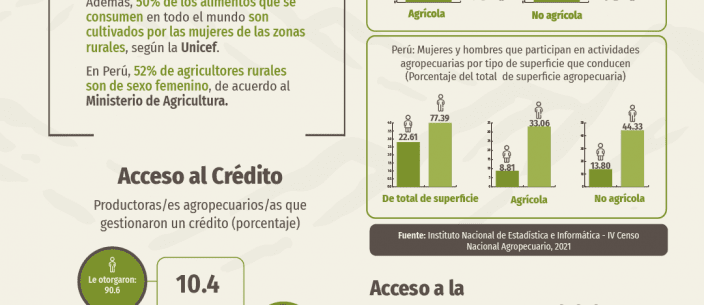 Además, 50% de los alimentos que se
consumen en todo el mundo son
cultivados por las mujeres de las zonas
rurales, según la Unicef.
En Perú, 52% de agricultores rurales
son de sexo femenino, de acuerdo al
Ministerio de Agricultura.
Acceso al Crédito
Productoras/es agropecuarios/as que
gestionaron un crédito (porcentaje)
Le otorgaron:
90.6
10.4
Agrícola
No agrícola
Perú: Mujeres y hombres que participan en actividades
agropecuarias por tipo de superficie que conducen
(Porcentaje del total de superficie agropecuaria)
22.61
77.39
De total de superficie
8.81
33.06
Agrícola
13.80
44.33
No agrícola
Fuente: Instituto Nacional de Estadística e Informática - IV Censo
Nacional Agropecuario, 2021
Acceso a la